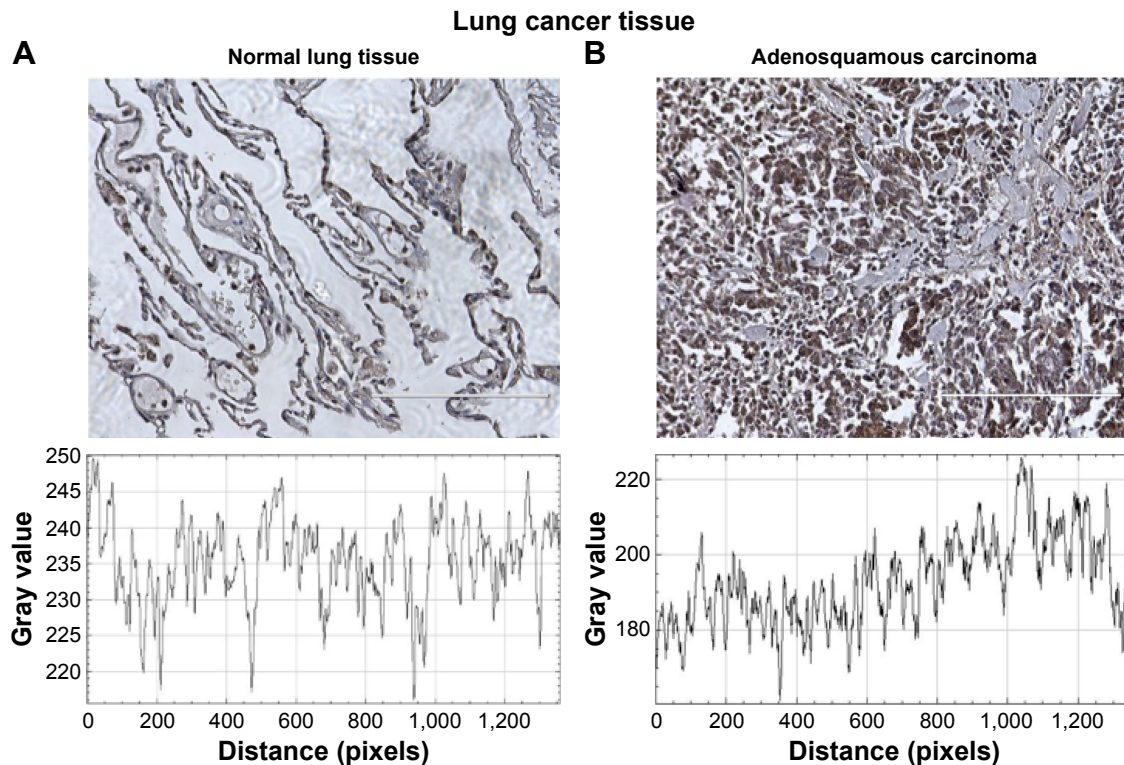 Lung cancer tissue
A
Normal lung tissue
250
245
240
235
230
225
220
Gray value
0 200 400 600 800 1,000 1,200
Distance (pixels)
B
Adenosquamous carcinoma
220
200
180
Gray value
0 200 400 600 800 1,000 1,200
Distance (pixels)